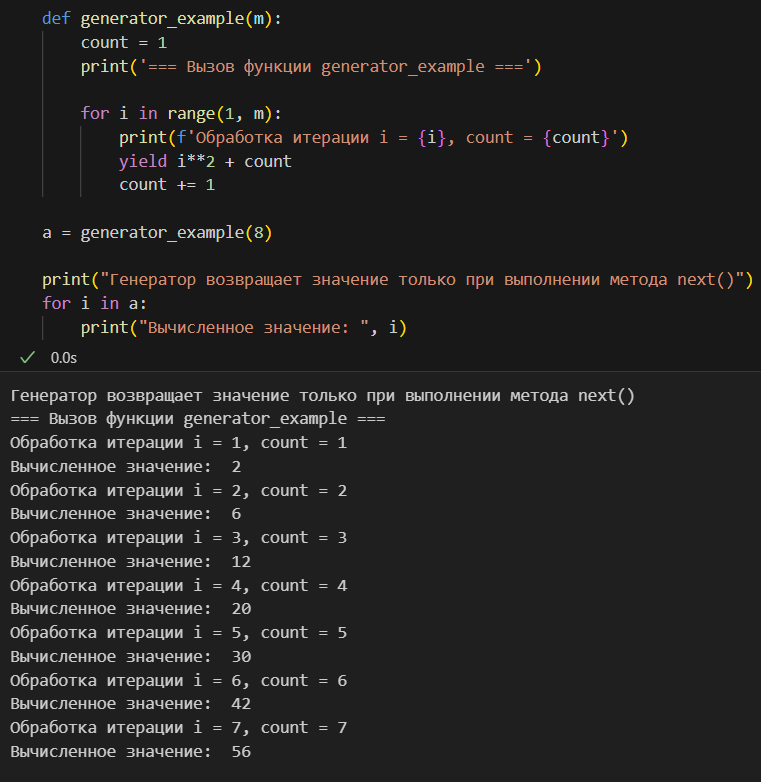 def generator_example(m):
    count = 1
    print('=== Вызов функции generator_example ===')
    for i in range(1, m):
        print(f'Обработка итерации i = {i}, count = {count}')
        yield i**2 + count
        count += 1
a = generator_example(8)
print("Генератор возвращает значение только при выполнении метода next()")
for i in a:
    print("Вычисленное значение: ", i)
0.0s
Генератор возвращает значение только при выполнении метода next()
=== Вызов функции generator_example ===
Обработка итерации i = 1, count = 1
Вычисленное значение:  2
Обработка итерации i = 2, count = 2
Вычисленное значение:  6
Обработка итерации i = 3, count = 3
Вычисленное значение:  12
Обработка итерации i = 4, count = 4
Вычисленное значение:  20
Обработка итерации i = 5, count = 5
Вычисленное значение:  30
Обработка итерации i = 6, count = 6
Вычисленное значение:  42
Обработка итерации i = 7, count = 7
Вычисленное значение:  56